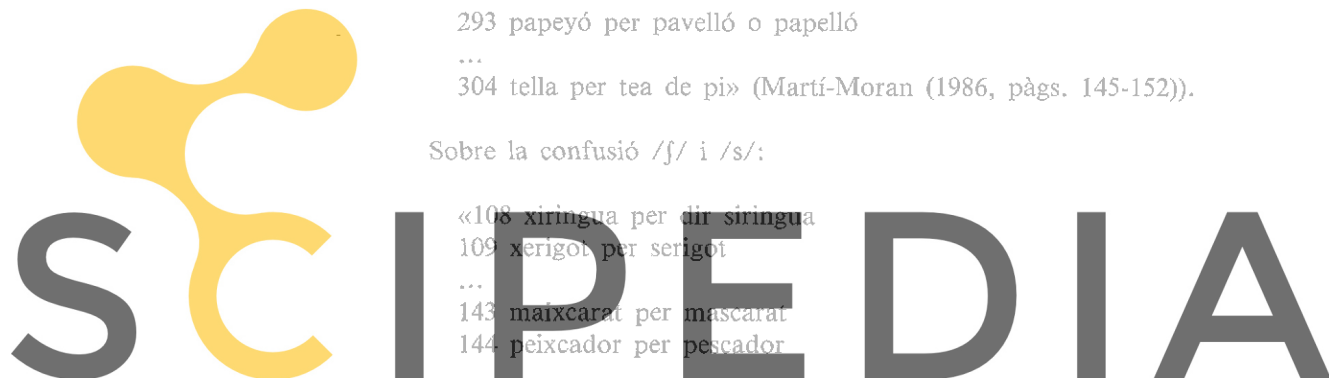 293 papeyó per pavelló o papelló
...
304 tella per tea de pi» (Martí-Moran (1986, pàgs. 145-152)).
Sobre la confusió /ʃ/ i /s/:
«108 xiringua per dir siringua
109 xerigot per serigot
...
143 maixcarat per mascarat
144 peixcador per pescador
SCIPEDIA